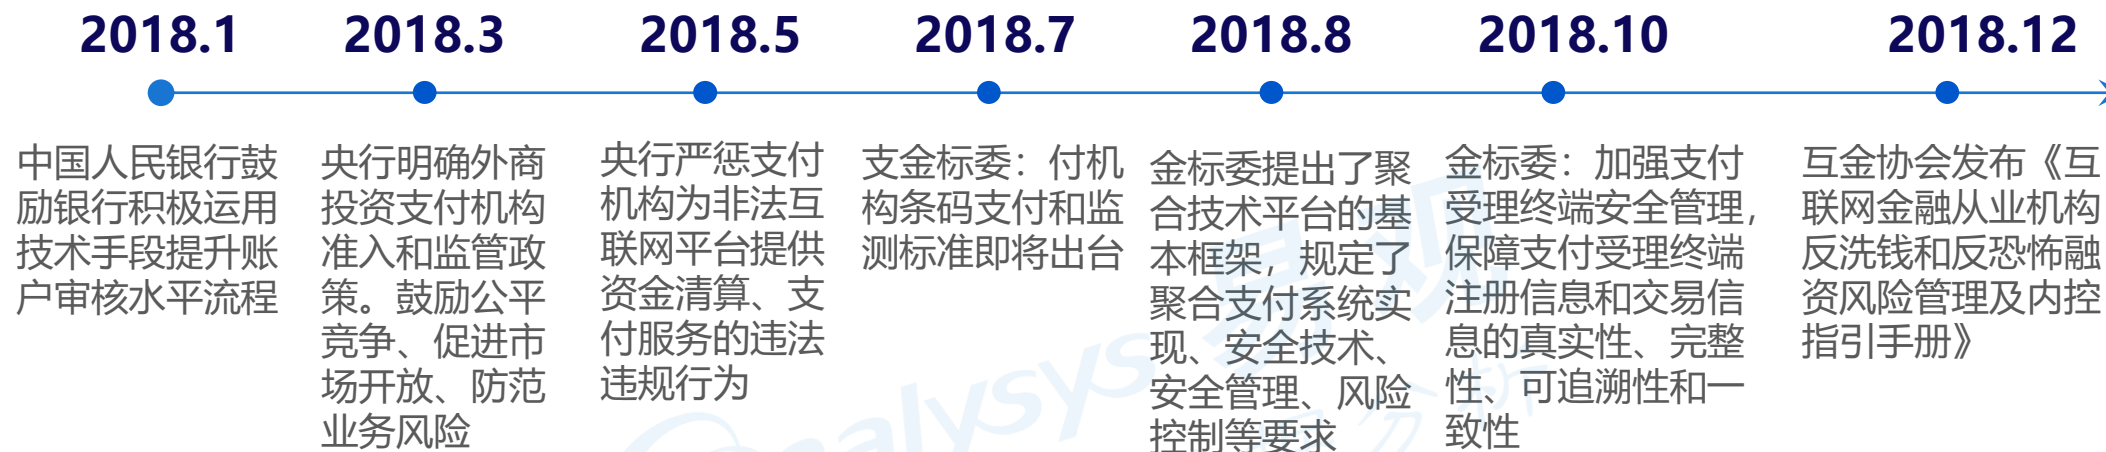 2018.1
中国人民银行鼓
励银行积极运用
技术手段提升账
户审核水平流程
2018.3
央行明确外商
投资支付机构
准入和监管政
策。鼓励公平
竞争、促进市
场开放、防范
业务风险
2018.5
央行严惩支付
机构为非法互
联网平台提供
资金清算、支
付服务的违法
违规行为
2018.7
支金标委：付机
构条码支付和监
测标准即将出台
2018.8
金标委提出了聚
合技术平台的基
本框架，规定了
聚合支付系统实
现、安全技术、
安全管理、风险
控制等要求
2018.10
金标委：加强支付
受理终端安全管理，
保障支付受理终端
注册信息和交易信
息的真实性、完整
性、可追溯性和一
致性
2018.12
互金协会发布《互
联网金融从业机构
反洗钱和反恐怖融
资风险管理及内控
指引手册》
nalysys 易观